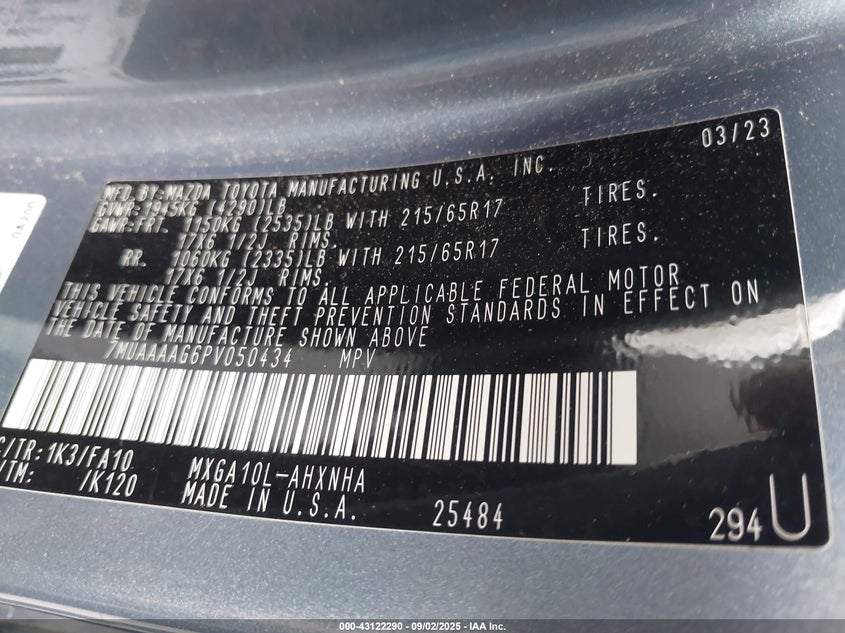 03/23
MFD BY: MAZDA TOYOTA MANUFACTURING U.S.A. INC.
GVWR: 1945KG (4290)LB
GAWR:FRT. 1150KG (2535)LB WITH 215/65R17 TIRES.
17X6 1/2J RIMS.
RR. 1060KG (2335)LB WITH 215/65R17 TIRES.
17X6 1/2J RIMS.
THIS VEHICLE CONFORMS TO ALL APPLICABLE FEDERAL MOTOR
VEHICLE SAFETY AND THEFT PREVENTION STANDARDS IN EFFECT ON
THE DATE OF MANUFACTURE SHOWN ABOVE
7MUAAAAG6PV050434 MPV
C/TR: 1K3/FA10 MXGA10L-AHXNHA
/TM: /K120 MADE IN U.S.A. 25484 294U
000-43122290 - 09/02/2025 - IAA Inc.